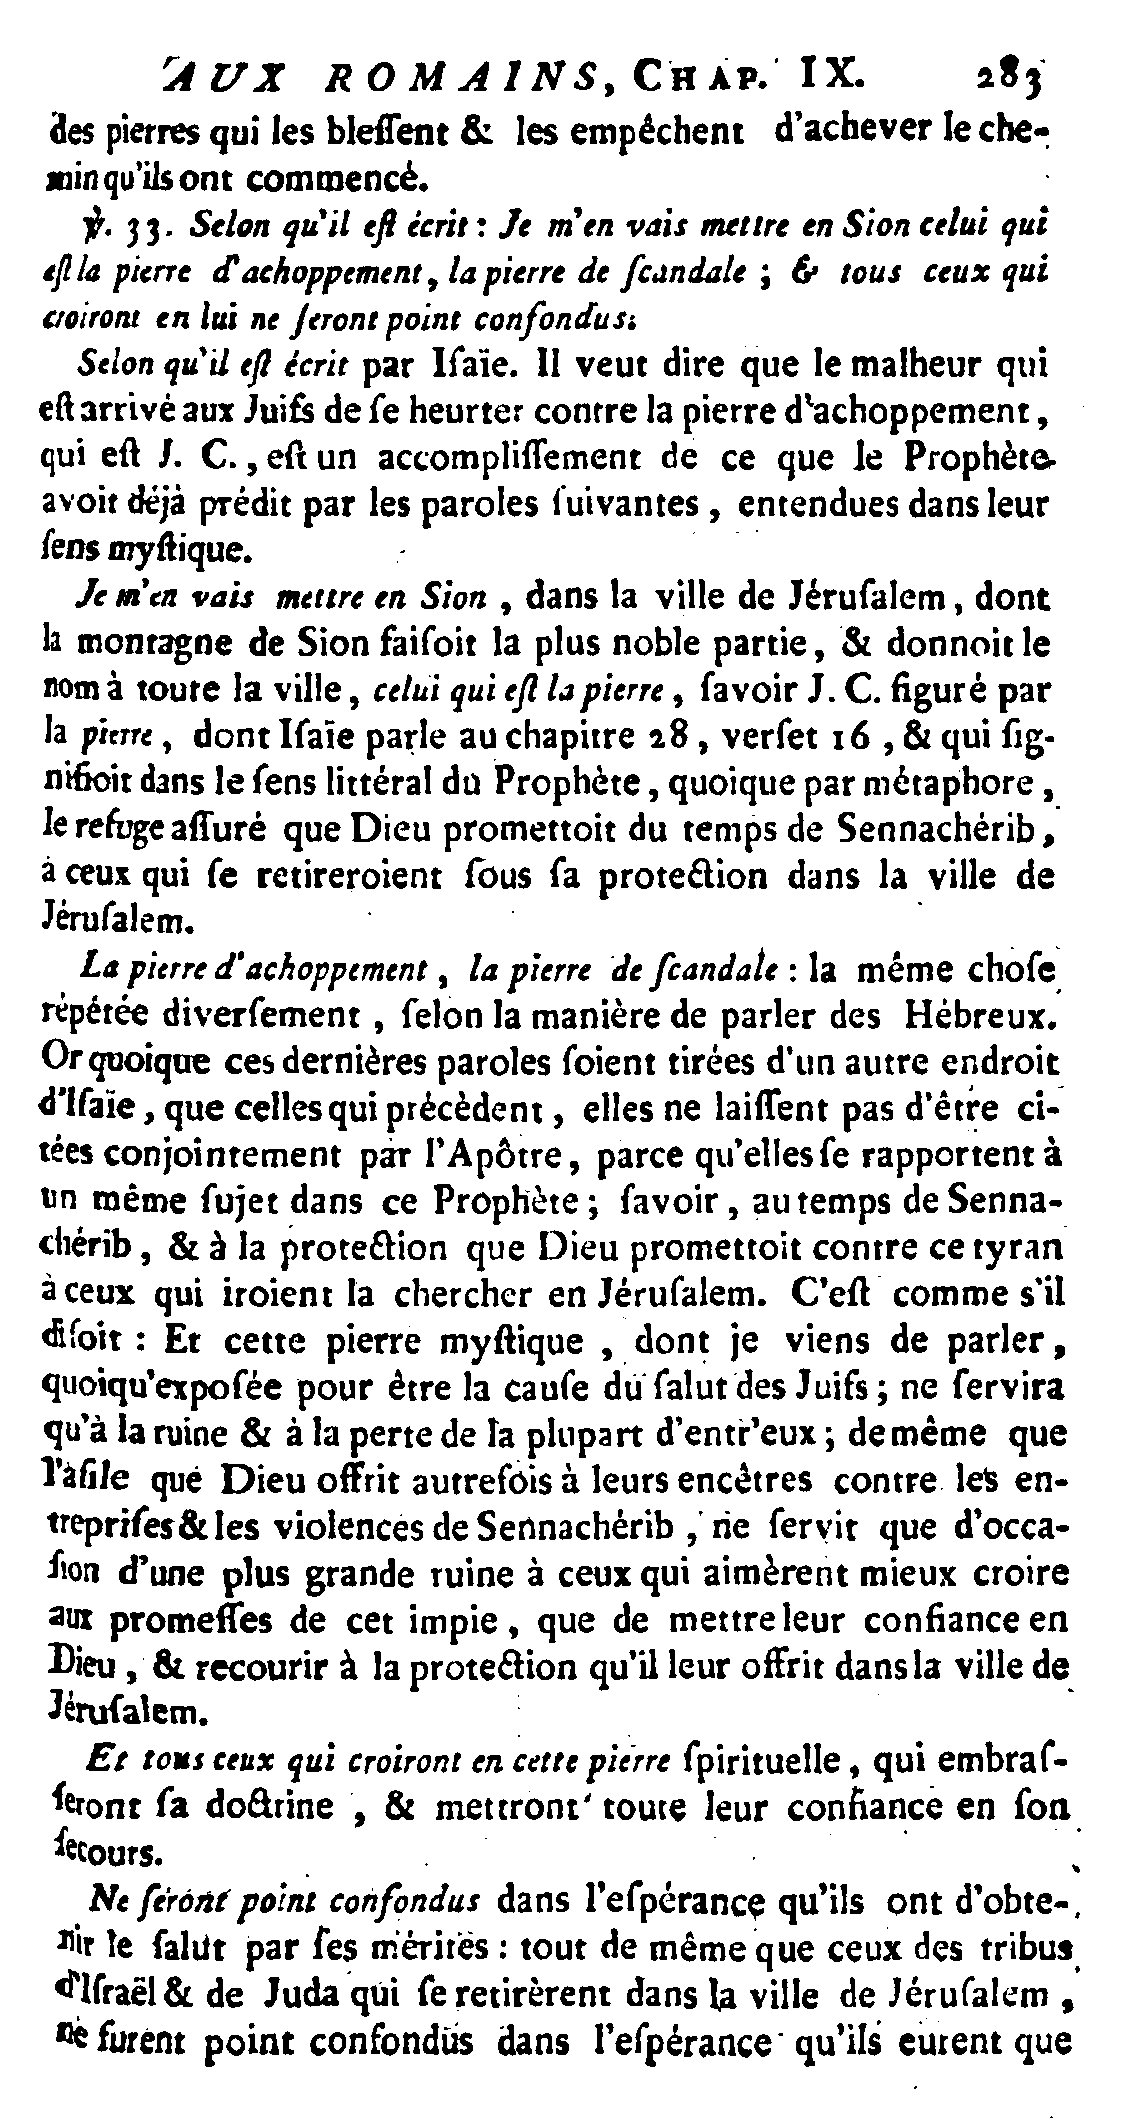 AUX ROMAINS, CHAP. IX. 283
des pierres qui les bleſſent & les empêchent d'achever le che-
min qu'ils ont commencé.
℣. 33. Selon qu'il eſt écrit : Je m'en vais mettre en Sion celui qui
eſt la pierre d'achoppement, la pierre de ſcandale ; & tous ceux qui
croiront en lui ne ſeront point confondus.
Selon qu'il eſt écrit par Iſaïe. Il veut dire que le malheur qui
eſt arrivé aux Juifs de ſe heurter contre la pierre d'achoppement,
qui eſt J. C., eſt un accompliſſement de ce que le Prophète
avoit déjà prédit par les paroles ſuivantes, entendues dans leur
ſens myſtique.
Je m'en vais mettre en Sion, dans la ville de Jéruſalem, dont
la montagne de Sion faiſoit la plus noble partie, & donnoit le
nom à toute la ville, celui qui eſt la pierre, ſavoir J. C. figuré par
la pierre, dont Iſaïe parle au chapitre 28, verſet 16, & qui ſig-
nifioit dans le ſens littéral du Prophète, quoique par métaphore,
le refuge aſſuré que Dieu promettoit du temps de Sennachérib,
à ceux qui ſe retireroient ſous ſa protection dans la ville de
Jéruſalem.
La pierre d'achoppement, la pierre de ſcandale : la même choſe
répétée diverſement, ſelon la manière de parler des Hébreux.
Or quoique ces dernières paroles ſoient tirées d'un autre endroit
d'Iſaïe, que celles qui précèdent, elles ne laiſſent pas d'être ci-
tées conjointement par l'Apôtre, parce qu'elles ſe rapportent à
un même ſujet dans ce Prophète ; ſavoir, au temps de Senna-
chérib, & à la protection que Dieu promettoit contre ce tyran
à ceux qui iroient la chercher en Jéruſalem. C'eſt comme s'il
diſoit : Et cette pierre myſtique, dont je viens de parler,
quoiqu'expoſée pour être la cauſe du ſalut des Juifs ; ne ſervira
qu'à la ruine & à la perte de la plupart d'entr'eux ; de même que
l'aſile que Dieu offrit autrefois à leurs encêtres contre les en-
trepriſes & les violences de Sennachérib, ne ſervit que d'occa-
ſion d'une plus grande ruine à ceux qui aimèrent mieux croire
aux promeſſes de cet impie, que de mettre leur confiance en
Dieu, & recourir à la protection qu'il leur offrit dans la ville de
Jéruſalem.
Et tous ceux qui croiront en cette pierre ſpirituelle, qui embraſ-
ſeront ſa doctrine, & mettront toute leur confiance en ſon
ſecours.
Ne ſeront point confondus dans l'eſpérance qu'ils ont d'obte-
nir le ſalut par ſes mérites : tout de même que ceux des tribus
d'Iſraël & de Juda qui ſe retirèrent dans la ville de Jéruſalem,
ne furent point confondus dans l'eſpérance qu'ils eurent que